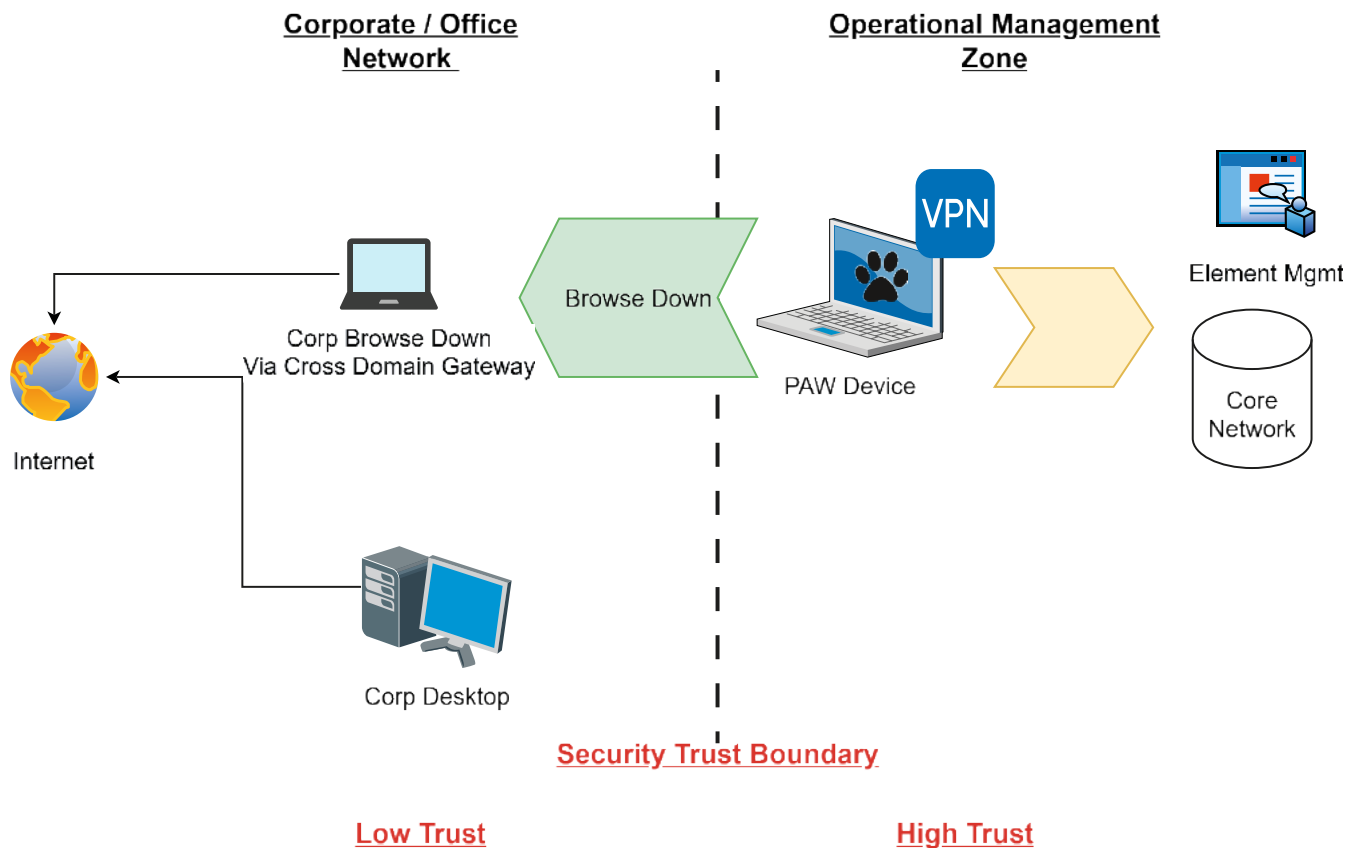 Corporate / Office
Network
Operational Management
Zone
VPN
Browse Down
Element Mgmt
Corp Browse Down
Via Cross Domain Gateway
PAW Device
Core
Network
Internet
Corp Desktop
Security Trust Boundary
Low Trust
High Trust